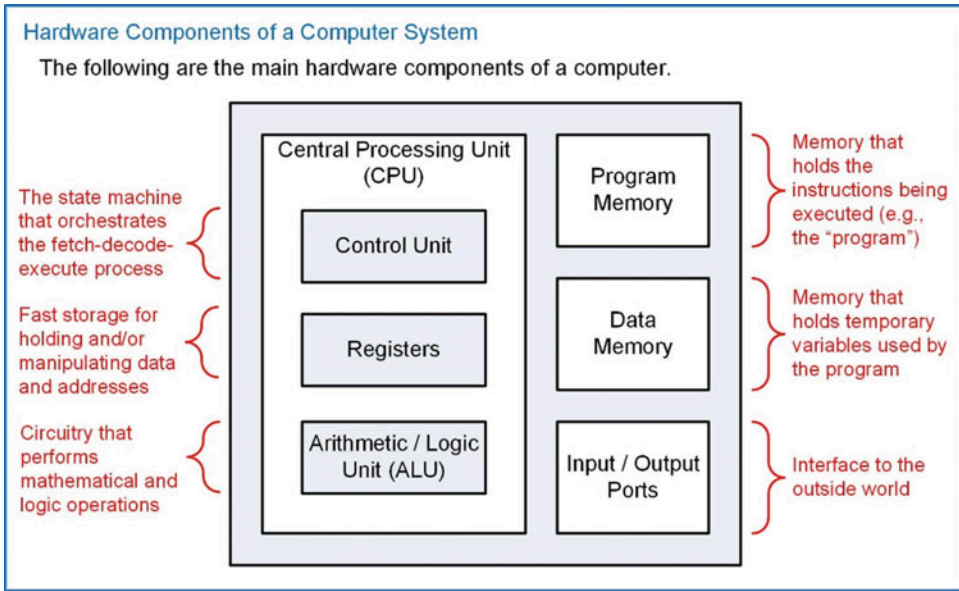 Hardware Components of a Computer System
The following are the main hardware components of a computer.
Central Processing Unit
(CPU)
The state machine
that orchestrates
the fetch-decode-
execute process
Control Unit
Fast storage for
holding and/or
manipulating data
and addresses
Registers
Circuitry that
performs
mathematical and
logic operations
Arithmetic / Logic
Unit (ALU)
Program
Memory
Memory that
holds the
instructions being
executed (e.g.,
the “program”)
Data
Memory
Memory that
holds temporary
variables used by
the program
Input / Output
Ports
Interface to the
outside world